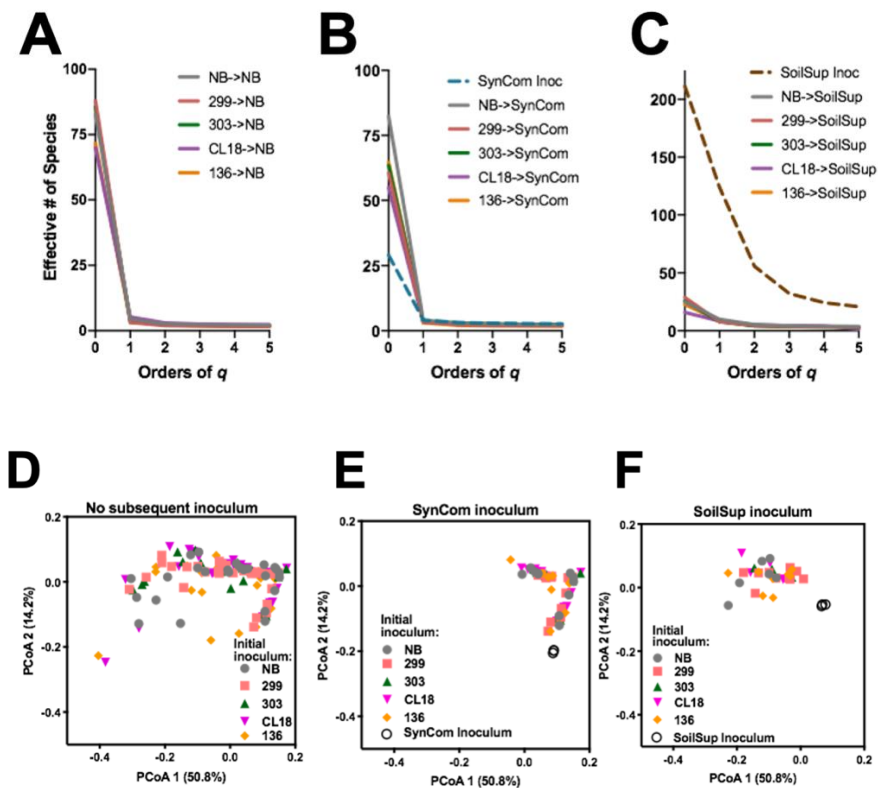 A
B
C
Effective # of Species
100
75
50
25
0
0 1 2 3 4 5
Orders of q
NB->NB
299->NB
303->NB
CL18->NB
136->NB
100
75
50
25
0
0 1 2 3 4 5
Orders of q
SynCom Inoc
NB->SynCom
299->SynCom
303->SynCom
CL18->SynCom
136->SynCom
200
150
100
50
0
0 1 2 3 4 5
Orders of q
SoilSup Inoc
NB->SoilSup
299->SoilSup
303->SoilSup
CL18->SoilSup
136->SoilSup
D
E
F
No subsequent inoculum
PCoA 2 (14.2%)
0.2
0.0
-0.2
-0.4
-0.4 -0.2 0.0 0.2
PCoA 1 (50.8%)
Initial
inoculum:
NB
299
303
CL18
136
SynCom inoculum
PCoA 2 (14.2%)
0.2
0.0
-0.2
-0.4
-0.4 -0.2 0.0 0.2
PCoA 1 (50.8%)
Initial
inoculum:
NB
299
303
CL18
136
SynCom Inoculum
SoilSup inoculum
PCoA 2 (14.2%)
0.2
0.0
-0.2
-0.4
-0.4 -0.2 0.0 0.2
PCoA 1 (50.8%)
Initial
inoculum:
NB
299
303
CL18
136
SoilSup Inoculum